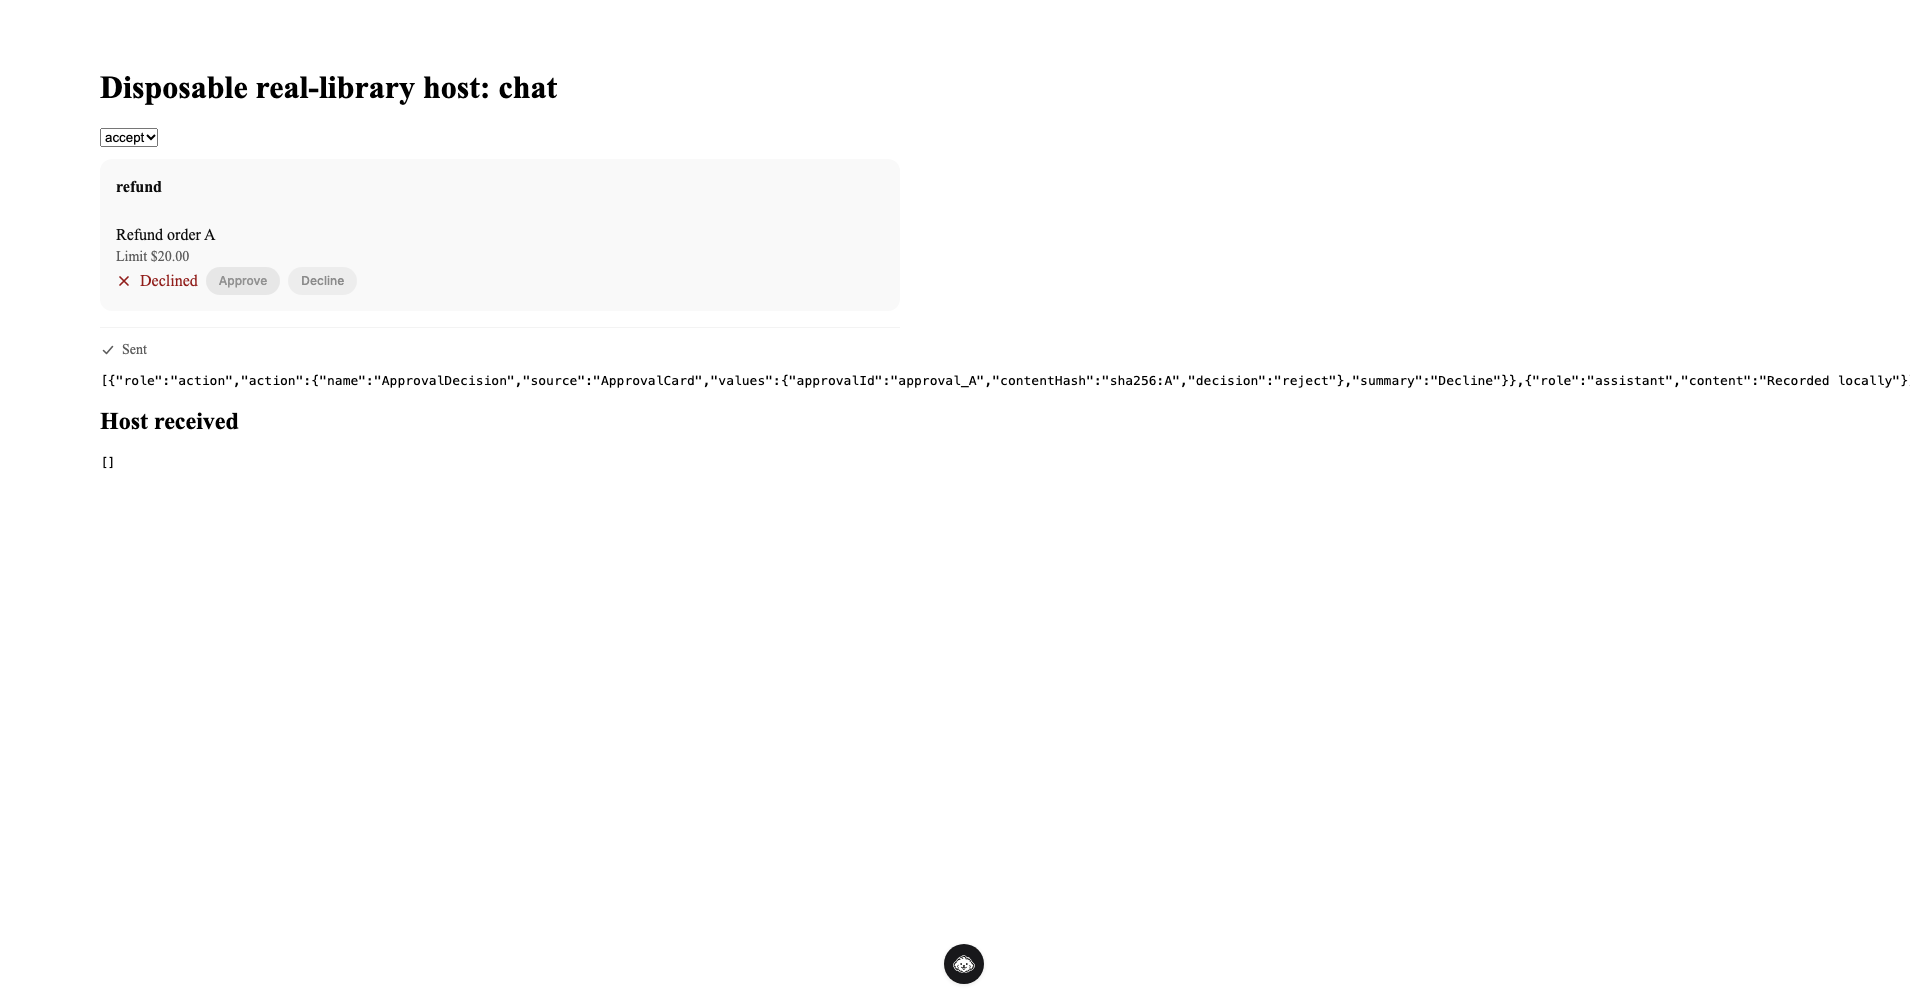 Disposable real-library host: chat
accept
refund
Refund order A
Limit $20.00
Declined Approve Decline
Sent
[{"role":"action","action":{"name":"ApprovalDecision","source":"ApprovalCard","values":{"approvalId":"approval_A","contentHash":"sha256:A","decision":"reject"},"summary":"Decline"}},{"role":"assistant","content":"Recorded locally"}
Host received
[]